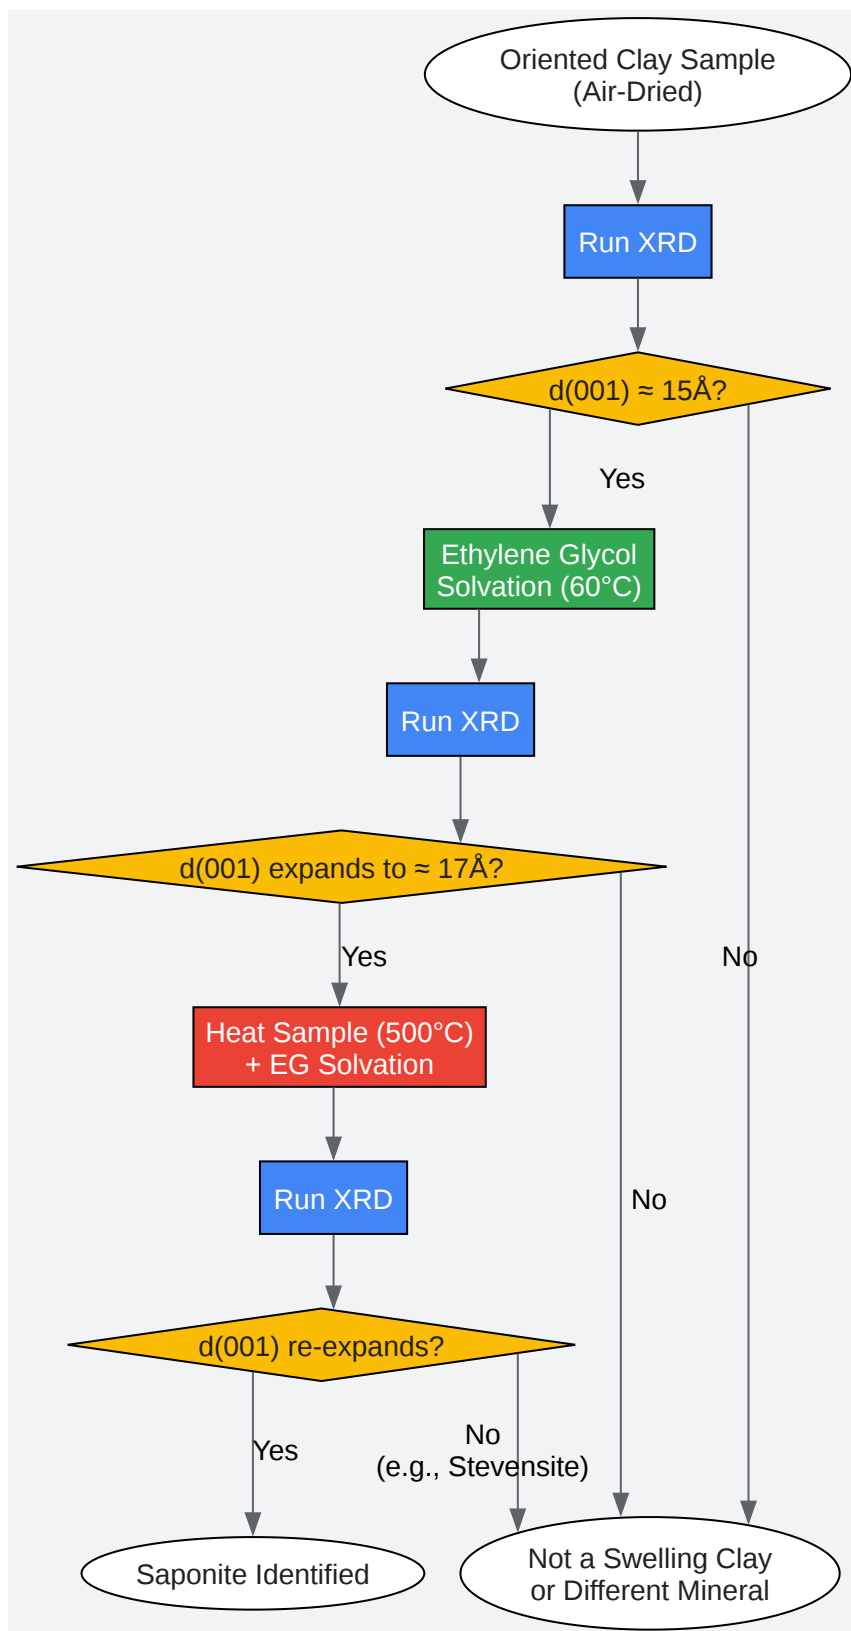 Oriented Clay Sample
(Air-Dried)
Run XRD
d(001) ≈ 15Å?
Yes
Ethylene Glycol
Solvation (60°C)
Run XRD
d(001) expands to ≈ 17Å?
Yes
No
Heat Sample (500°C)
+ EG Solvation
Run XRD
No
d(001) re-expands?
Yes
No
(e.g., Stevensite)
Saponite Identified
Not a Swelling Clay
or Different Mineral